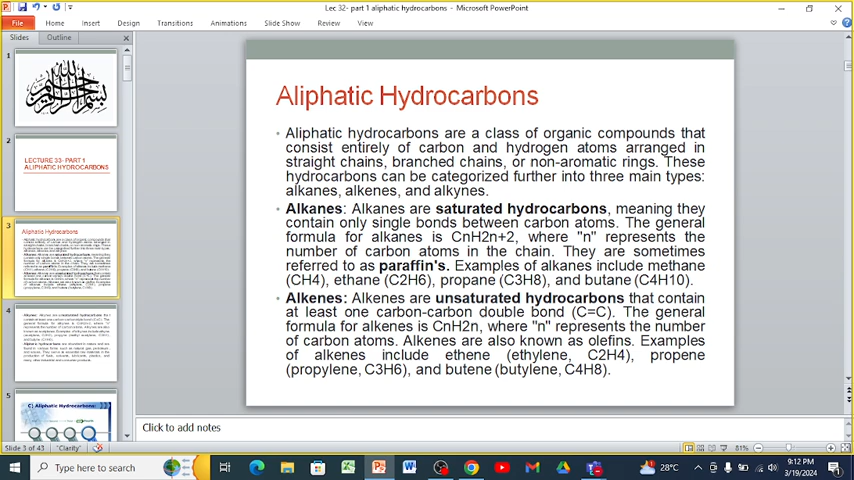 Lec 32- part 1 aliphatic hydrocarbons - Microsoft PowerPoint
File Home Insert Design Transitions Animations Slide Show Review View
Slides Outline
1
2
LECTURE 33- PART 1
ALIPHATIC HYDROCARBONS
3
Aliphatic Hydrocarbons
4
5
C) Aliphatic Hydrocarbons:
Aliphatic Hydrocarbons
• Aliphatic hydrocarbons are a class of organic compounds that
consist entirely of carbon and hydrogen atoms arranged in
straight chains, branched chains, or non-aromatic rings. These
hydrocarbons can be categorized further into three main types:
alkanes, alkenes, and alkynes.
• Alkanes: Alkanes are saturated hydrocarbons, meaning they
contain only single bonds between carbon atoms. The general
formula for alkanes is CnH2n+2, where "n" represents the
number of carbon atoms in the chain. They are sometimes
referred to as paraffin's. Examples of alkanes include methane
(CH4), ethane (C2H6), propane (C3H8), and butane (C4H10).
• Alkenes: Alkenes are unsaturated hydrocarbons that contain
at least one carbon-carbon double bond (C=C). The general
formula for alkenes is CnH2n, where "n" represents the number
of carbon atoms. Alkenes are also known as olefins. Examples
of alkenes include ethene (ethylene, C2H4), propene
(propylene, C3H6), and butene (butylene, C4H8).
Click to add notes
Slide 3 of 43 "Clarity" 81%
Type here to search
28°C
9:12 PM
3/19/2024